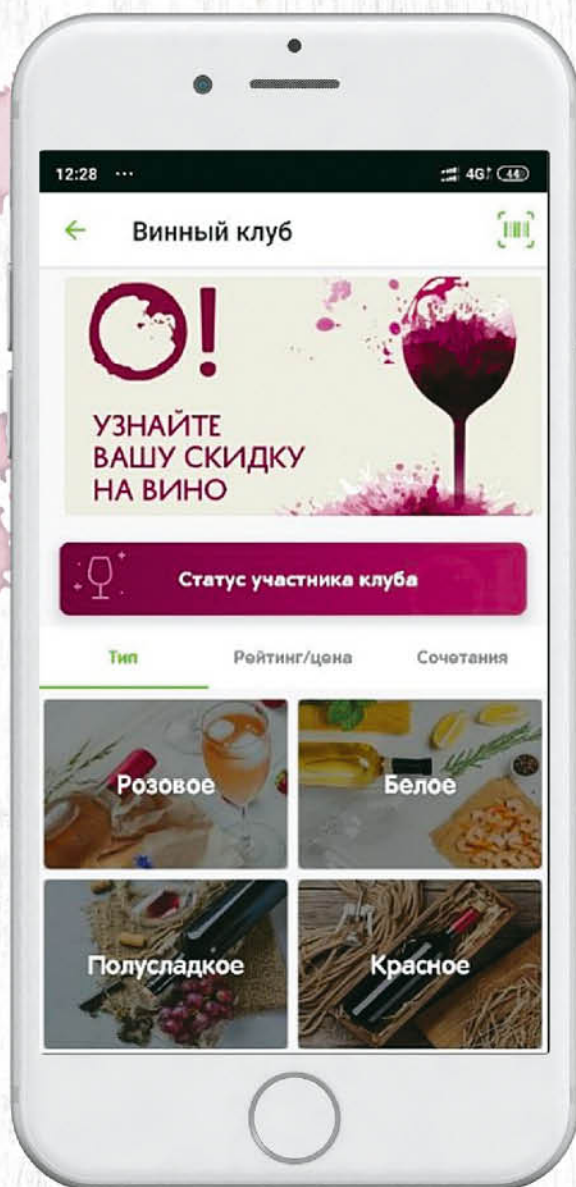 12:28 ...
4G 44
Винный клуб
О!
УЗНАЙТЕ
ВАШУ СКИДКУ
НА ВИНО
Статус участника клуба
Тип Рейтинг/цена Сочетания
Розовое Белое
Полусладкое Красное